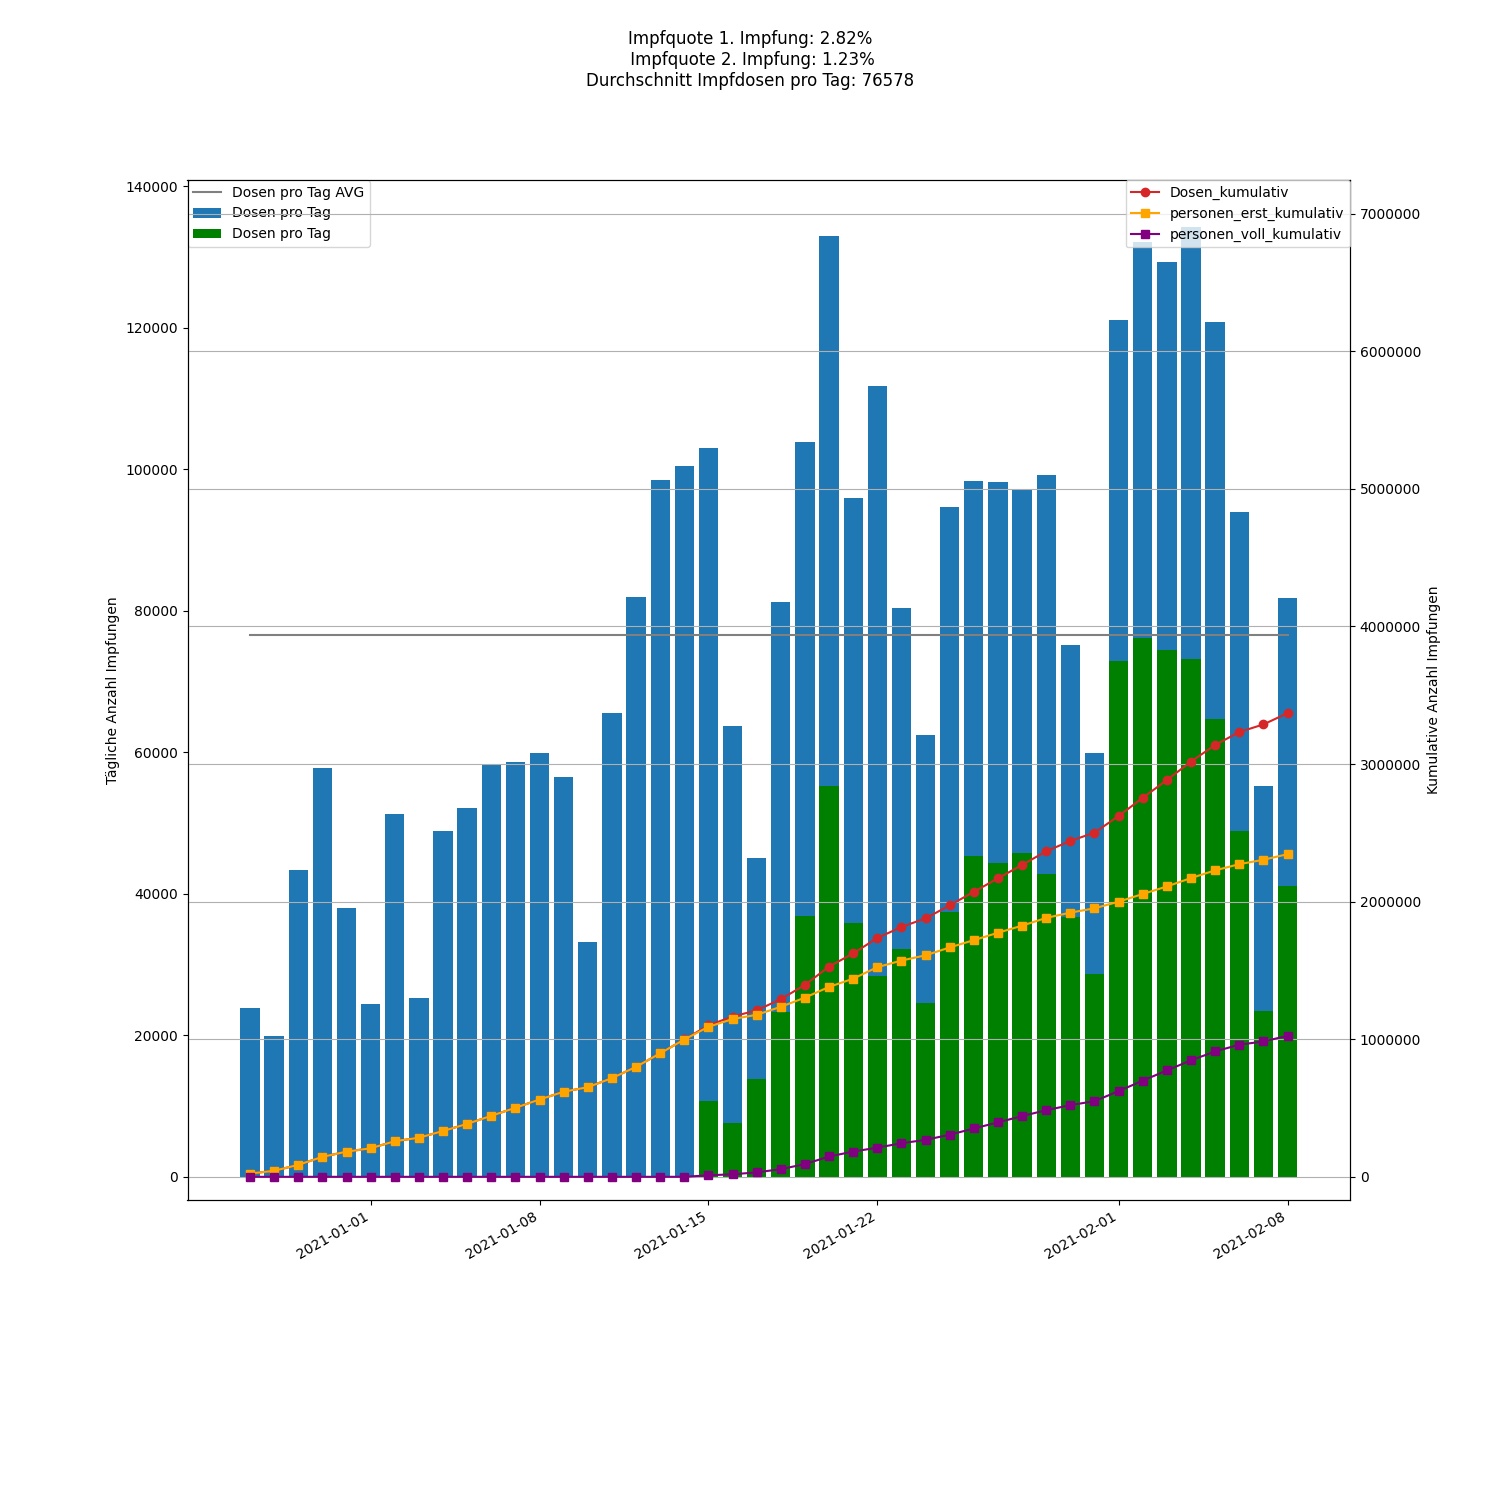 Impfquote 1. Impfung: 2.82%
Impfquote 2. Impfung: 1.23%
Durchschnitt Impfdosen pro Tag: 76578
Dosen pro Tag AVG
Dosen pro Tag
Dosen pro Tag
Dosen_kumulativ
personen_erst_kumulativ
personen_voll_kumulativ
Tägliche Anzahl Impfungen
140000
120000
100000
80000
60000
40000
20000
0
7000000
6000000
5000000
4000000
3000000
2000000
1000000
0
Kumulative Anzahl Impfungen
2021-01-01
2021-01-08
2021-01-15
2021-01-22
2021-02-01
2021-02-08